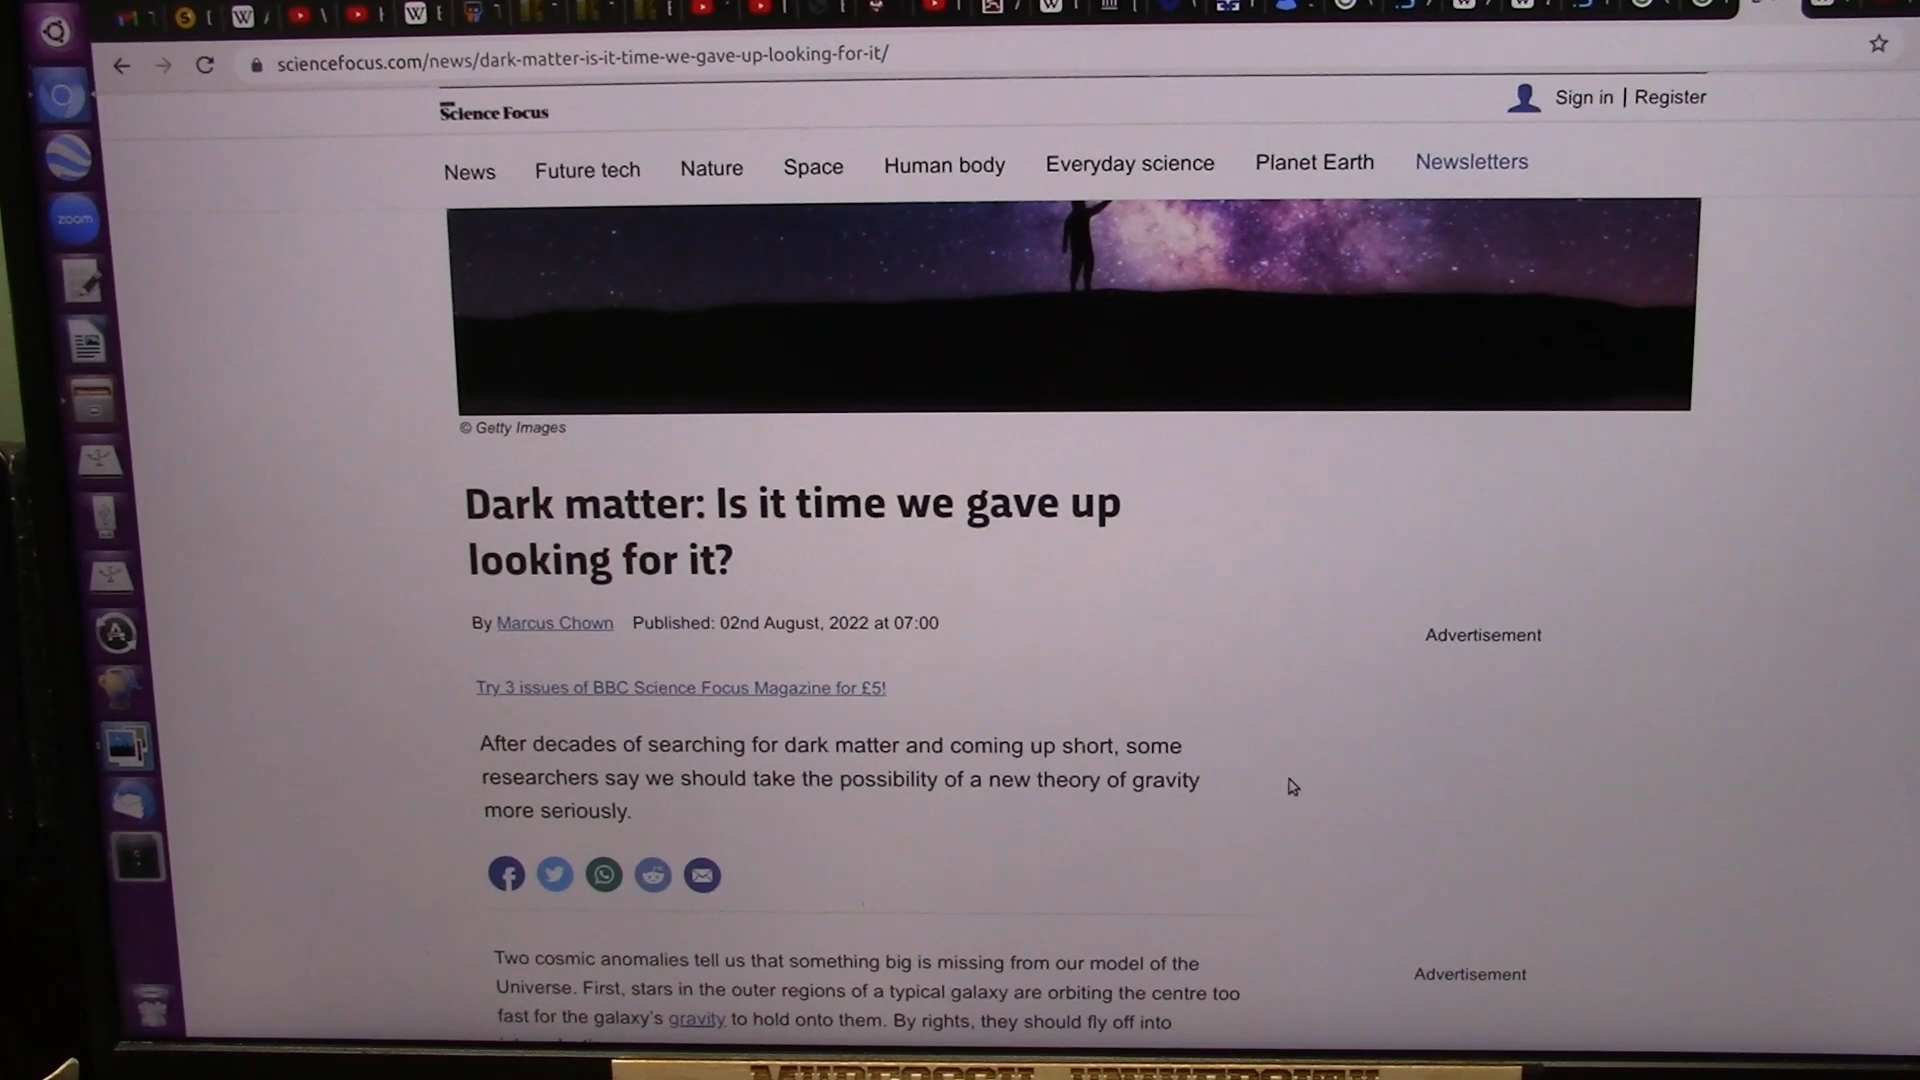 sciencefocus.com/news/dark-matter-is-it-time-we-gave-up-looking-for-it/
Science Focus
Sign in | Register
News Future tech Nature Space Human body Everyday science Planet Earth Newsletters
zoom
© Getty Images
Dark matter: Is it time we gave up
looking for it?
By Marcus Chown Published: 02nd August, 2022 at 07:00
Advertisement
Try 3 issues of BBC Science Focus Magazine for £5!
After decades of searching for dark matter and coming up short, some
researchers say we should take the possibility of a new theory of gravity
more seriously.
Two cosmic anomalies tell us that something big is missing from our model of the
Advertisement
Universe. First, stars in the outer regions of a typical galaxy are orbiting the centre too
fast for the galaxy's gravity to hold onto them. By rights, they should fly off into